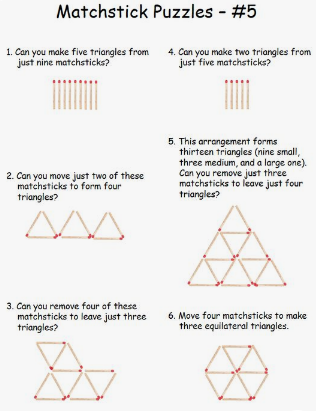 Matchstick Puzzles - #5
1. Can you make five triangles from
just nine matchsticks?
2. Can you move just two of these
matchsticks to form four
triangles?
3. Can you remove four of these
matchsticks to leave just three
triangles?
4. Can you make two triangles from
just five matchsticks?
5. This arrangement forms
thirteen triangles (nine small,
three medium, and a large one).
Can you remove just three
matchsticks to leave just four
triangles?
6. Move four matchsticks to make
three equilateral triangles.